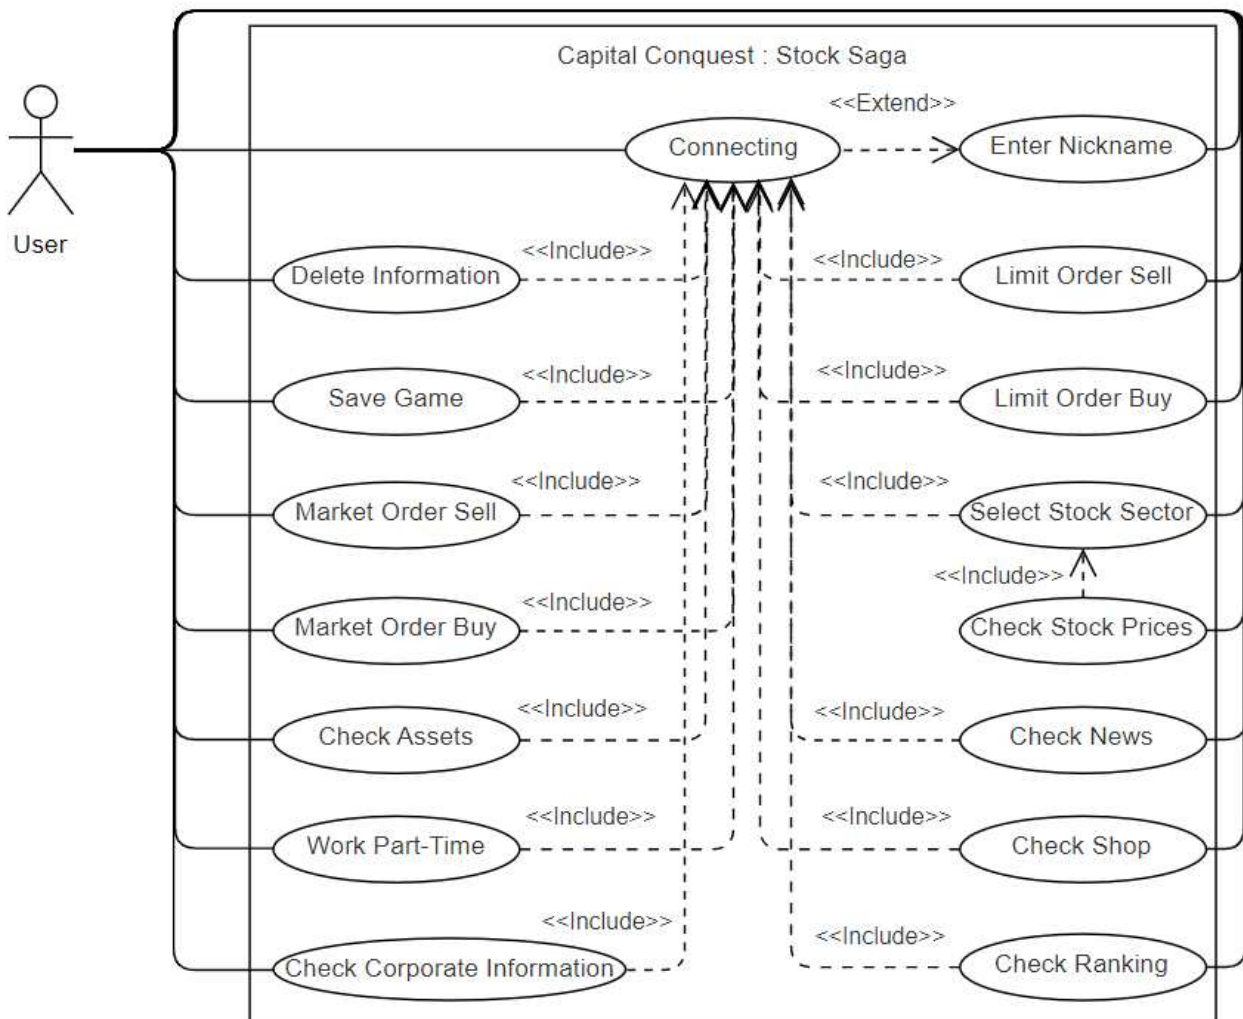 Capital Conquest : Stock Saga
<<Extend>>
Connecting
Enter Nickname
User
<<Include>>
<<Include>>
Delete Information
Limit Order Sell
<<Include>>
<<Include>>
Save Game
Limit Order Buy
<<Include>>
<<Include>>
Market Order Sell
Select Stock Sector
<<Include>>
<<Include>>
Market Order Buy
Check Stock Prices
<<Include>>
<<Include>>
Check Assets
Check News
<<Include>>
<<Include>>
Work Part-Time
Check Shop
<<Include>>
<<Include>>
Check Corporate Information
Check Ranking